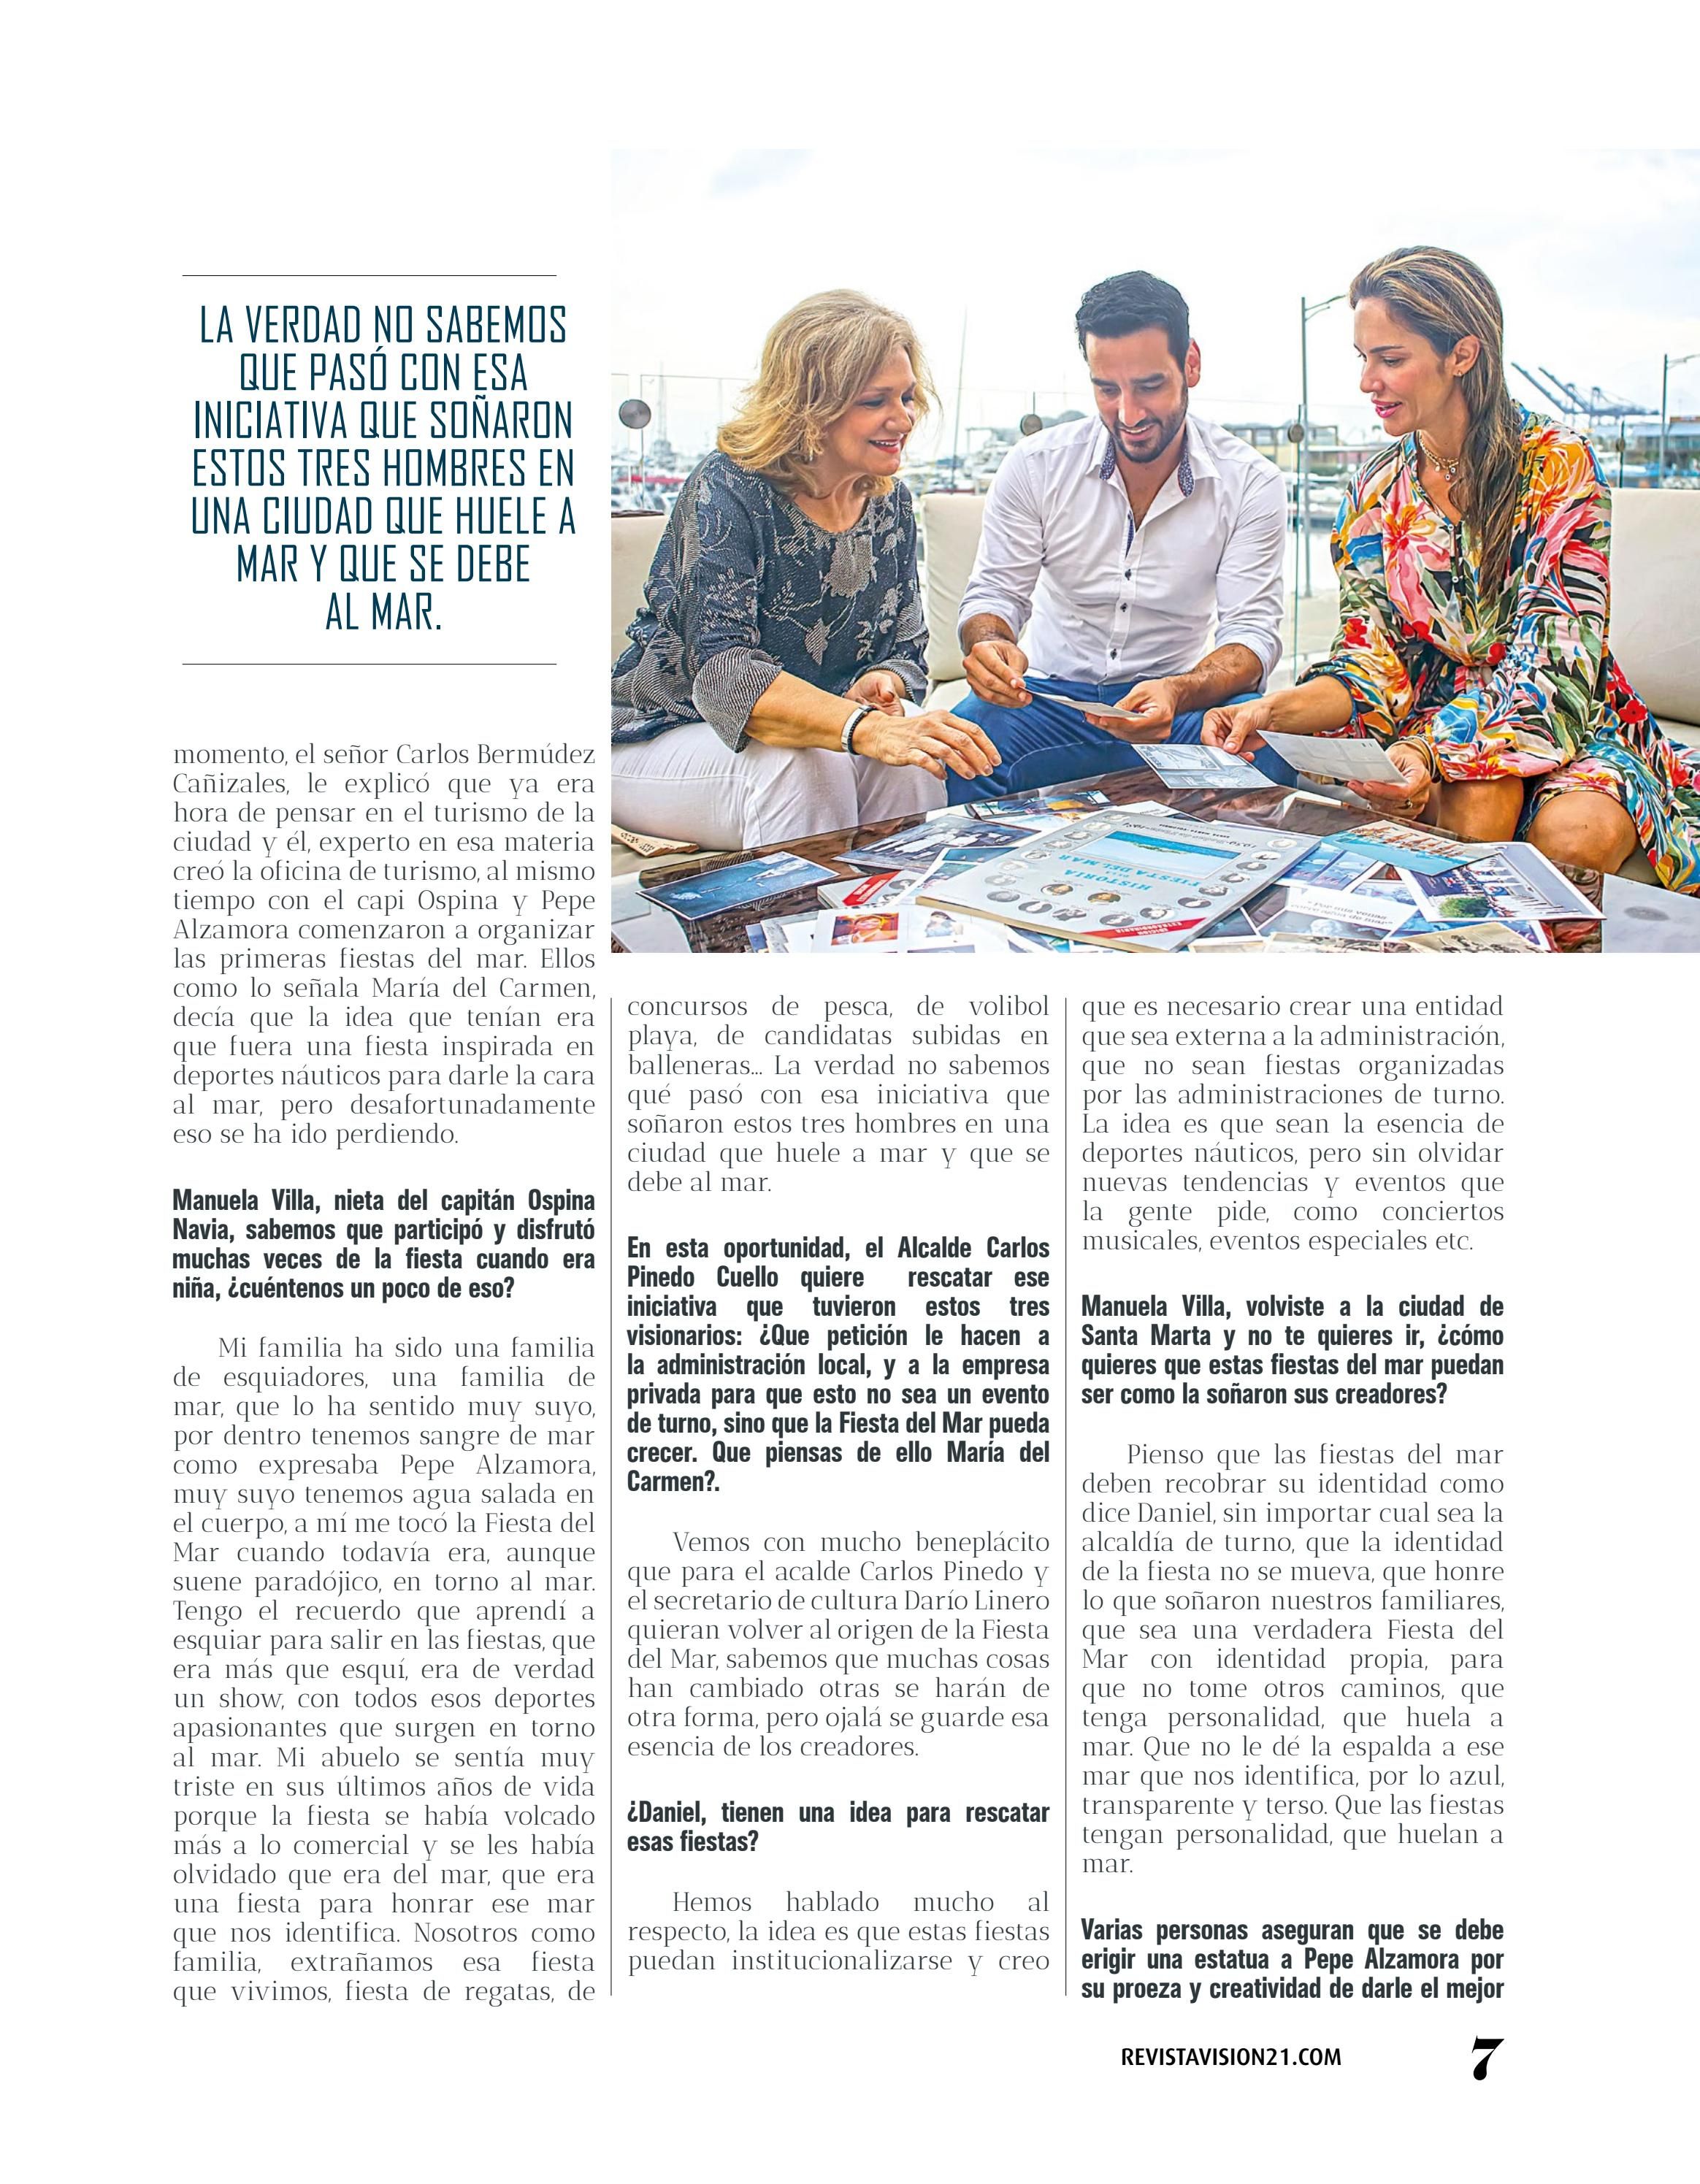 LA VERDAD NO SABEMOS
QUE PASÓ CON ESA
INICIATIVA QUE SOÑARON
ESTOS TRES HOMBRES EN
UNA CIUDAD QUE HUELE A
MAR Y QUE SE DEBE
AL MAR.
momento, el señor Carlos Bermúdez
Cañizales, le explicó que ya era
hora de pensar en el turismo de la
ciudad y él, experto en esa materia
creó la oficina de turismo, al mismo
tiempo con el capi Ospina y Pepe
Alzamora comenzaron a organizar
las primeras fiestas del mar. Ellos
como lo señala María del Carmen,
decía que la idea que tenían era
que fuera una fiesta inspirada en
deportes náuticos para darle la cara
al mar, pero desafortunadamente
eso se ha ido perdiendo.
Manuela Villa, nieta del capitán Ospina
Navia, sabemos que participó y disfrutó
muchas veces de la fiesta cuando era
niña, ¿cuéntenos un poco de eso?
Mi familia ha sido una familia
de esquiadores, una familia de
mar, que lo ha sentido muy suyo,
por dentro tenemos sangre de mar
como expresaba Pepe Alzamora,
muy suyo tenemos agua salada en
el cuerpo, a mí me tocó la Fiesta del
Mar cuando todavía era, aunque
suene paradójico, en torno al mar.
Tengo el recuerdo que aprendí a
esquiar para salir en las fiestas, que
era más que esquí, era de verdad
un show, con todos esos deportes
apasionantes que surgen en torno
al mar. Mi abuelo se sentía muy
triste en sus últimos años de vida
porque la fiesta se había volcado
más a lo comercial y se les había
olvidado que era del mar, que era
una fiesta para honrar ese mar
que nos identifica. Nosotros como
familia, extrañamos esa fiesta
que vivimos, fiesta de regatas, de
HISTORIA
FIESTA DEL MAR
concursos de pesca, de volibol
playa, de candidatas subidas en
balleneras... La verdad no sabemos
qué pasó con esa iniciativa que
soñaron estos tres hombres en una
ciudad que huele a mar y que se
debe al mar.
En esta oportunidad, el Alcalde Carlos
Pinedo Cuello quiere rescatar ese
iniciativa que tuvieron estos tres
visionarios: ¿Que petición le hacen a
la administración local, y a la empresa
privada para que esto no sea un evento
de turno, sino que la Fiesta del Mar pueda
crecer. Que piensas de ello María del
Carmen?.
Vemos con mucho beneplácito
que para el acalde Carlos Pinedo y
el secretario de cultura Darío Linero
quieran volver al origen de la Fiesta
del Mar, sabemos que muchas cosas
han cambiado otras se harán de
otra forma, pero ojalá se guarde esa
esencia de los creadores.
¿Daniel, tienen una idea para rescatar
esas fiestas?
Hemos hablado mucho al
respecto, la idea es que estas fiestas
puedan institucionalizarse y creo
que es necesario crear una entidad
que sea externa a la administración,
que no sean fiestas organizadas
por las administraciones de turno.
La idea es que sean la esencia de
deportes náuticos, pero sin olvidar
nuevas tendencias y eventos que
la gente pide, como conciertos
musicales, eventos especiales etc.
Manuela Villa, volviste a la ciudad de
Santa Marta y no te quieres ir, ¿cómo
quieres que estas fiestas del mar puedan
ser como la soñaron sus creadores?
Pienso que las fiestas del mar
deben recobrar su identidad como
dice Daniel, sin importar cual sea la
alcaldía de turno, que la identidad
de la fiesta no se mueva, que honre
lo que soñaron nuestros familiares,
que sea una verdadera Fiesta del
Mar con identidad propia, para
que no tome otros caminos, que
tenga personalidad, que huela a
mar. Que no le dé la espalda a ese
mar que nos identifica, por lo azul,
transparente y terso. Que las fiestas
tengan personalidad, que huelan a
mar.
Varias personas aseguran que se debe
erigir una estatua a Pepe Alzamora por
su proeza y creatividad de darle el mejor
REVISTAVISION21.COM
7